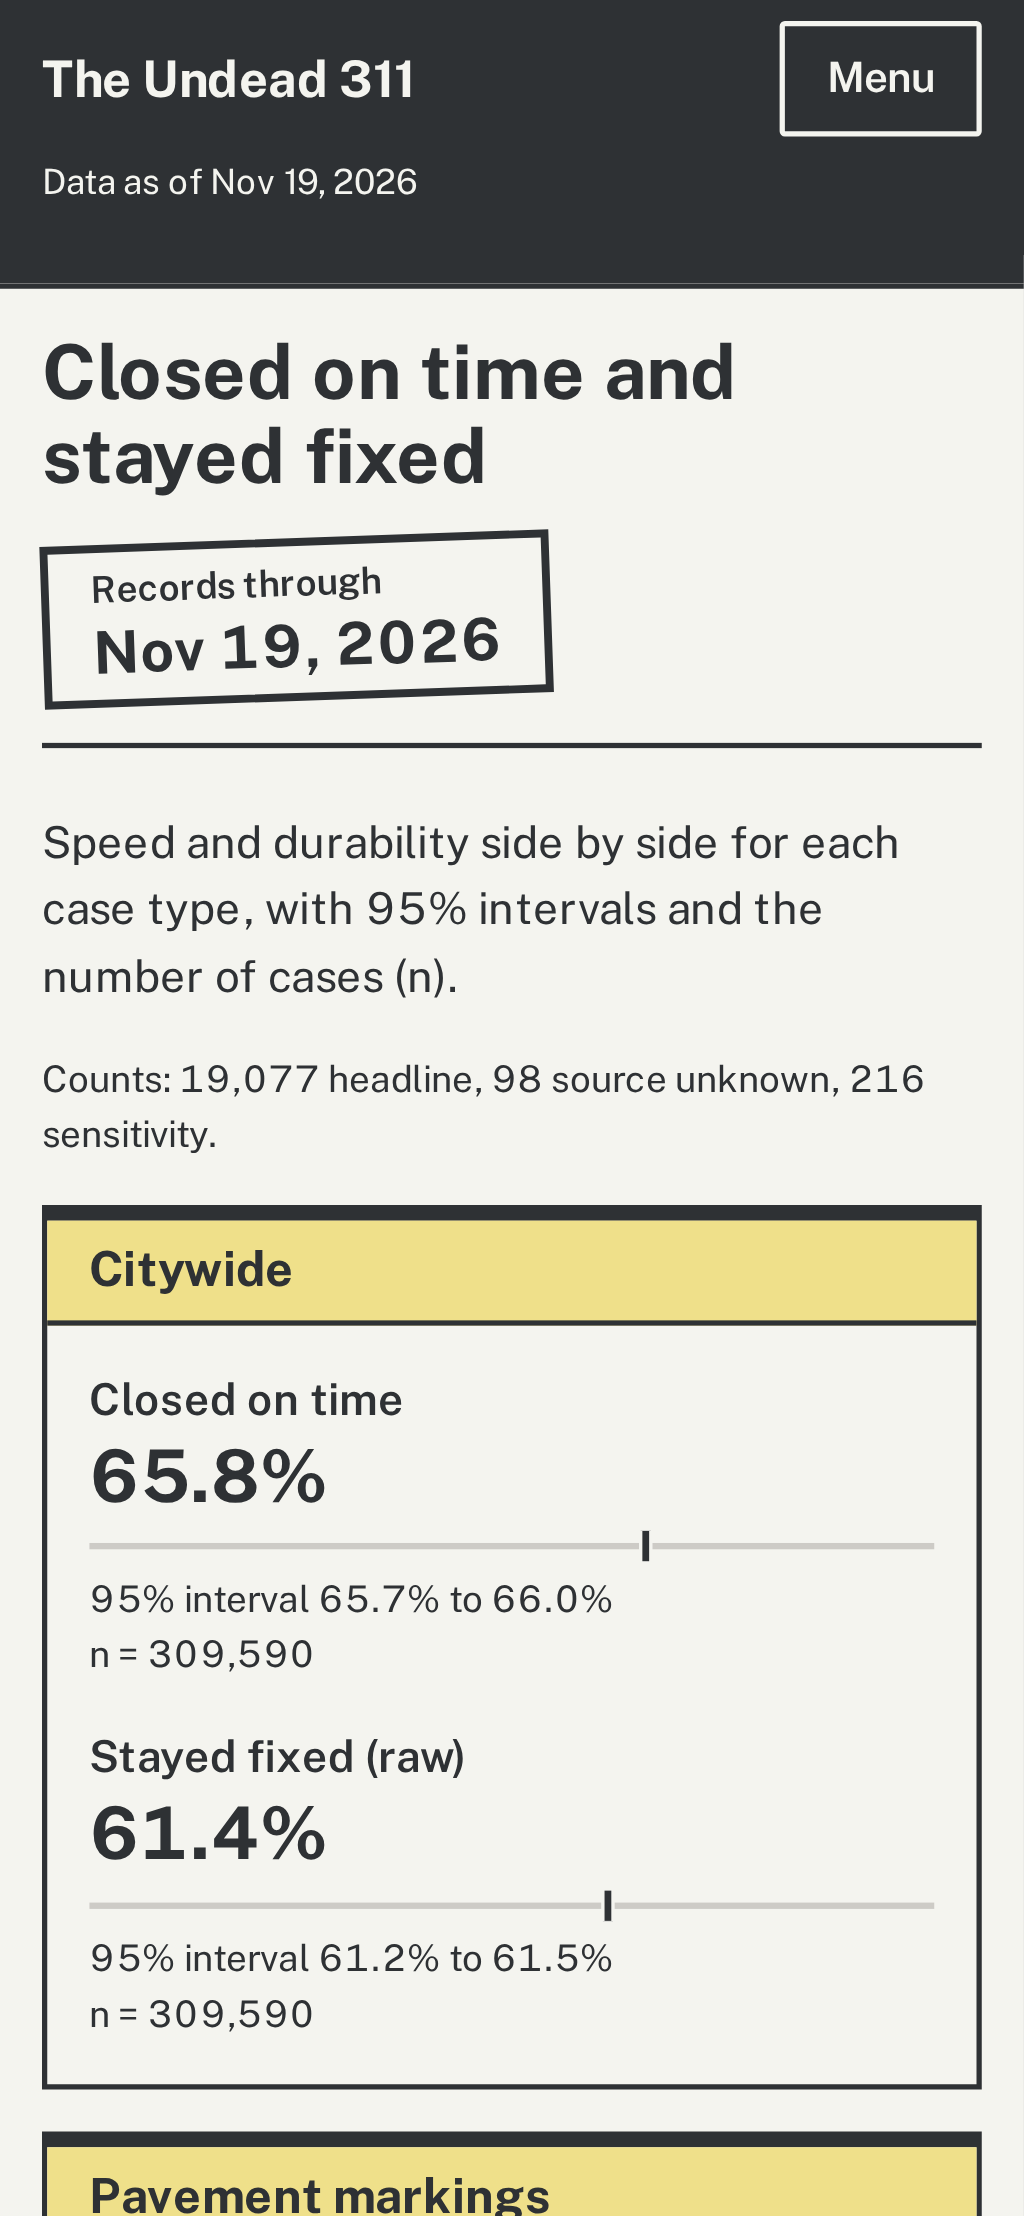 The Undead 311
Menu
Data as of Nov 19, 2026
Closed on time and
stayed fixed
Records through
Nov 19, 2026
Speed and durability side by side for each
case type, with 95% intervals and the
number of cases (n).
Counts: 19,077 headline, 98 source unknown, 216
sensitivity.
Citywide
Closed on time
65.8%
95% interval 65.7% to 66.0%
n = 309,590
Stayed fixed (raw)
61.4%
95% interval 61.2% to 61.5%
n = 309,590
Pavement markings